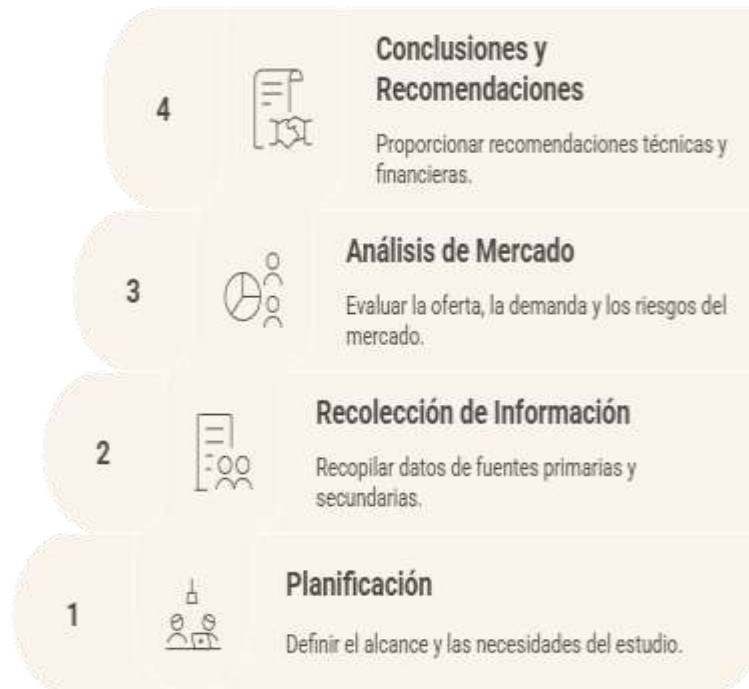 4
Conclusiones y
Recomendaciones
Proporcionar recomendaciones técnicas y
financieras.
3
Análisis de Mercado
Evaluar la oferta, la demanda y los riesgos del
mercado.
2
Recolección de Información
Recopilar datos de fuentes primarias y
secundarias.
1
Planificación
Definir el alcance y las necesidades del estudio.